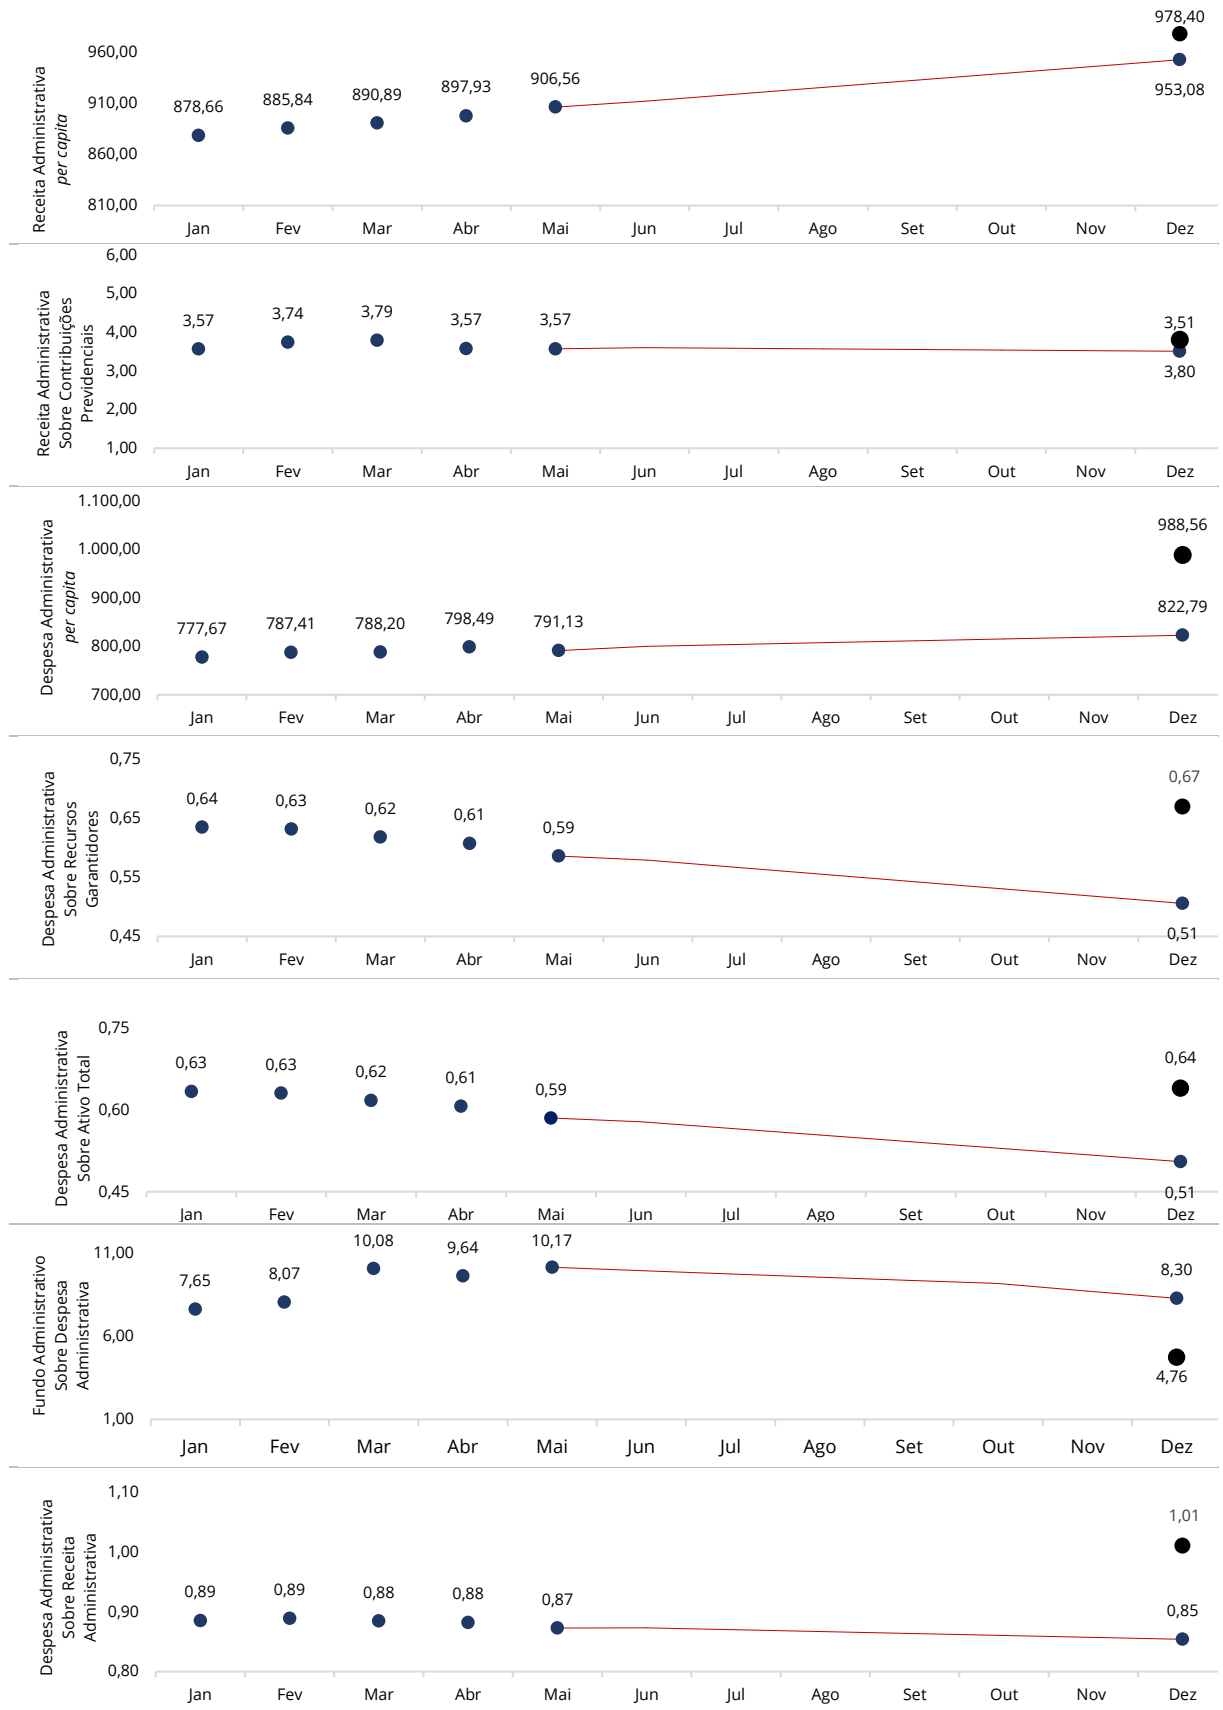 978,40
960,00
906,56
897,93
890,89
885,84
878,66
910,00
953,08
860,00
810,00
Receita Administrativa
per capita
Jan Fev Mar Abr Mai Jun Jul Ago Set Out Nov Dez
6,00
5,00
4,00
3,00
2,00
1,00
3,57 3,74 3,79 3,57 3,57 3,51
3,80
Receita Administrativa
Sobre Contribuições
Previdenciais
Jan Fev Mar Abr Mai Jun Jul Ago Set Out Nov Dez
1.100,00
1.000,00
900,00
800,00
700,00
988,56
777,67 787,41 788,20 798,49 791,13 822,79
Despesa Administrativa
per capita
Jan Fev Mar Abr Mai Jun Jul Ago Set Out Nov Dez
0,75
0,65
0,55
0,45
0,67
0,64 0,63 0,62 0,61 0,59
0,51
Despesa Administrativa
Sobre Recursos
Garantidores
Jan Fev Mar Abr Mai Jun Jul Ago Set Out Nov Dez
0,75
0,60
0,45
0,63 0,63 0,62 0,61 0,59 0,64
0,51
Despesa Administrativa
Sobre Ativo Total
Jan Fev Mar Abr Mai Jun Jul Ago Set Out Nov Dez
11,00
6,00
1,00
7,65 8,07 10,08 9,64 10,17 8,30
4,76
Fundo Administrativo
Sobre Despesa
Administrativa
Jan Fev Mar Abr Mai Jun Jul Ago Set Out Nov Dez
1,10
1,00
0,90
0,80
1,01
0,89 0,89 0,88 0,88 0,87 0,85
Despesa Administrativa
Sobre Receita
Administrativa
Jan Fev Mar Abr Mai Jun Jul Ago Set Out Nov Dez